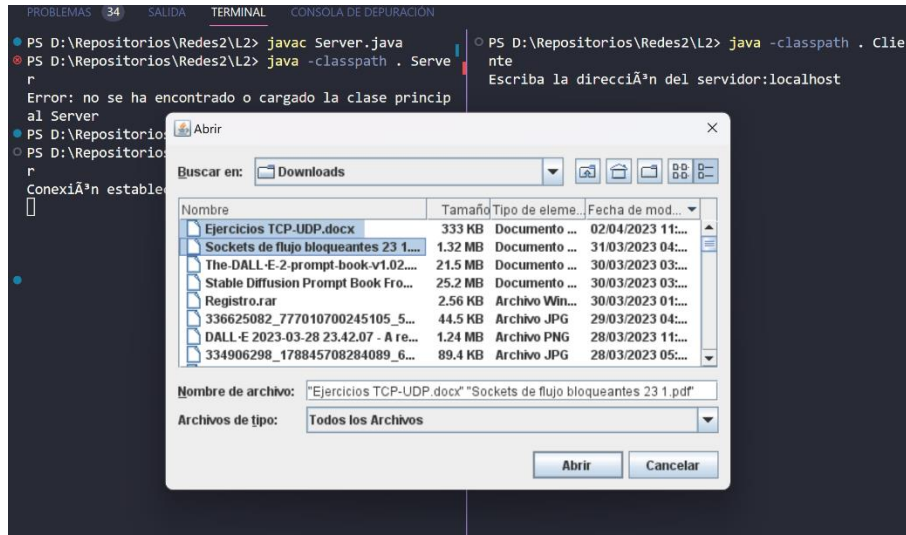 PROBLEMAS 34 SALIDA TERMINAL CONSOLA DE DEPURACIÓN
PS D:\Repositorios\Redes2\L2> javac Server.java
PS D:\Repositorios\Redes2\L2> java -classpath . Serve
r
Error: no se ha encontrado o cargado la clase princip
al Server
PS D:\Repositorio
PS D:\Repositorio
r
ConexiÃ³n estable
PS D:\Repositorios\Redes2\L2> java -classpath . Clie
nte
Escriba la direcciÃ³n del servidor:localhost
Abrir
Buscar en: Downloads
Nombre Tamaño Tipo de eleme... Fecha de mod...
Ejercicios TCP-UDP.docx 333 KB Documento ... 02/04/2023 11:...
Sockets de flujo bloqueantes 23 1.... 1.32 MB Documento ... 31/03/2023 04:...
The-DALL·E-2-prompt-book-v1.02.... 21.5 MB Documento ... 30/03/2023 03:...
Stable Diffusion Prompt Book Fro... 25.2 MB Documento ... 30/03/2023 03:...
Registro.rar 2.56 KB Archivo Win... 30/03/2023 01:...
336625082_777010700245105_5... 44.5 KB Archivo JPG 29/03/2023 04:...
DALL·E 2023-03-28 23.42.07 - A re... 1.24 MB Archivo PNG 28/03/2023 11:...
334906298_178845708284089_6... 89.4 KB Archivo JPG 28/03/2023 05:...
Nombre de archivo: "Ejercicios TCP-UDP.docx" "Sockets de flujo bloqueantes 23 1.pdf"
Archivos de tipo: Todos los Archivos
Abrir Cancelar